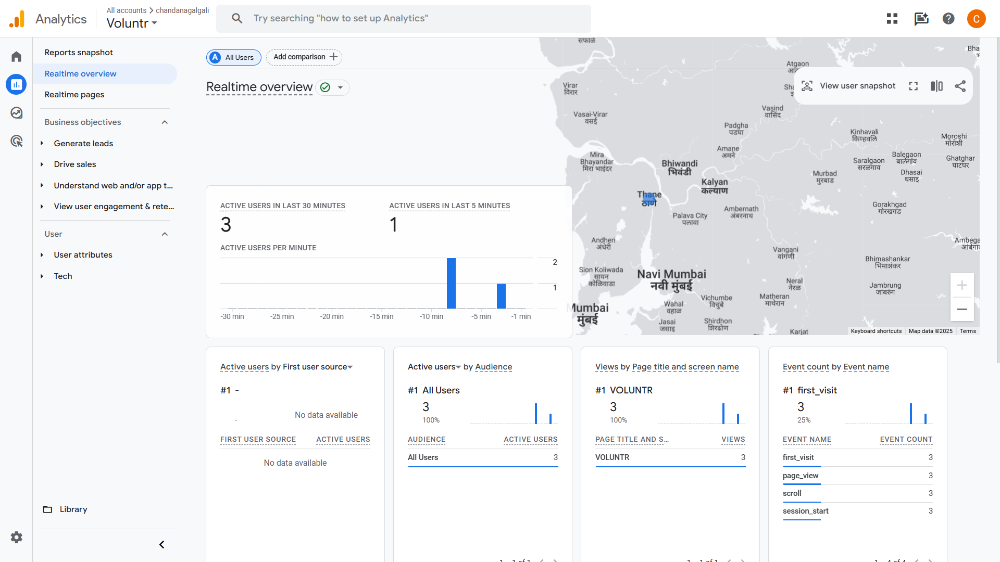 Analytics
All accounts > chandanagalgali
Voluntr
Try searching "how to set up Analytics"
C
Reports snapshot
Realtime overview
Realtime pages
Business objectives
Generate leads
Drive sales
Understand web and/or app t...
View user engagement & rete...
User
User attributes
Tech
Library
A All Users
Add comparison +
Realtime overview
View user snapshot
ACTIVE USERS IN LAST 30 MINUTES
3
ACTIVE USERS IN LAST 5 MINUTES
1
ACTIVE USERS PER MINUTE
2
1
-30 min -25 min -20 min -15 min -10 min -5 min -1 min
सफाळे
Atgaon
Virar
विरार
Vasai-Virar
वसई
Vasind
वासिंद
Padgha
पडघा
Kinhavali
किन्हवलि
Moroshi
मोरोशी
Mira
Bhayandar
मिरा भाइंदर
Amane
अमने
Balegaon
बालेगांव
Saralgaon
सरळगाव
Ghatghar
घाटघर
Bhiwandi
भिवंडी
Murbad
मुरबाड
Dhasai
धसाइ
Kalyan
कल्याण
Thane
ठाणे
Gorakhgad
गोरखगड
Palava City
पलावा
Ambernath
अंबरनाथ
Andheri
अंधेरी
Vangani
वांगणी
Bhimashankar
भिमाशंकर
Sion Koliwada
सायन
कोळिवाडा
Navi Mumbai
नवी मुंबई
Neral
नेरळ
Jambrung
जांबरुंग
Vichumbe
विचुंबे
Matheran
माथेरान
Wahal
वहाळ
Mumbai
मुंबई
Jasai
जसाइ
Shirdhon
शिरढोण
Karjat
Keyboard shortcuts Map data ©2025 Terms
Active users by First user source
#1 -
-
No data available
FIRST USER SOURCE ACTIVE USERS
No data available
Active users by Audience
#1 All Users
3
100%
AUDIENCE ACTIVE USERS
All Users 3
1 - 1 of 1
Views by Page title and screen name
#1 VOLUNTR
3
100%
PAGE TITLE AND S... VIEWS
VOLUNTR 3
1 - 1 of 1
Event count by Event name
#1 first_visit
3
25%
EVENT NAME EVENT COUNT
first_visit 3
page_view 3
scroll 3
session_start 3
1 - 4 of 4